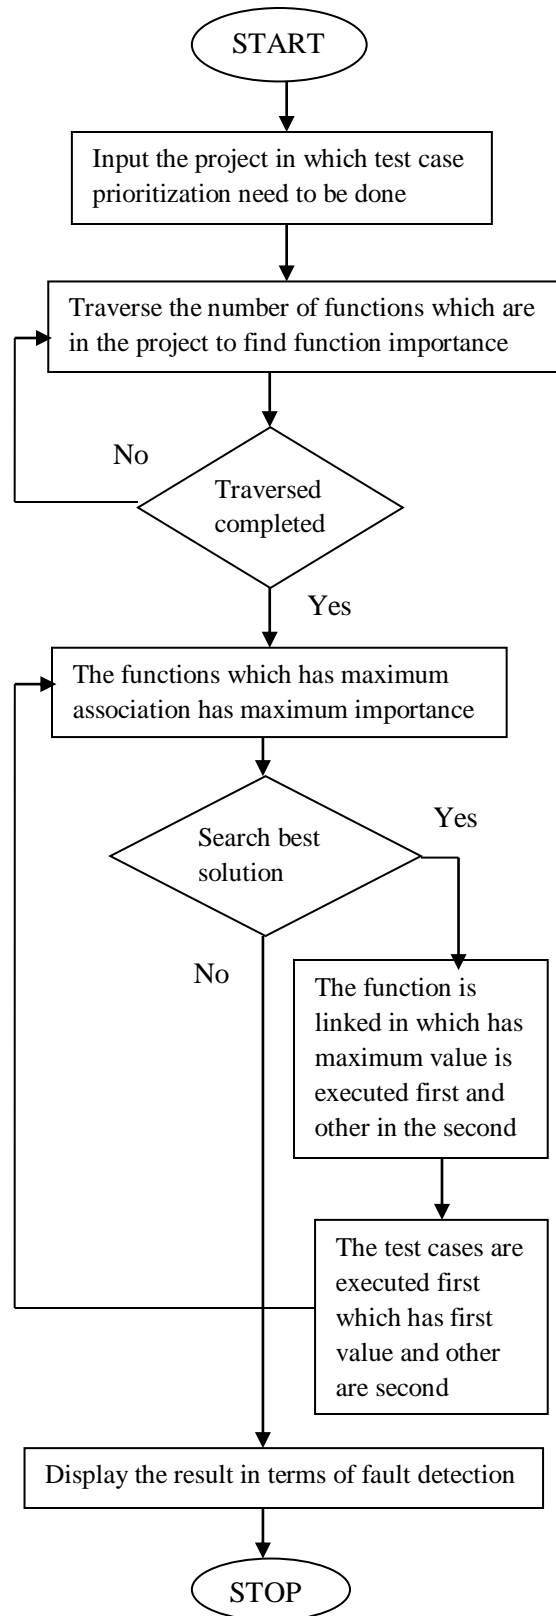 START
Input the project in which test case
prioritization need to be done
Traverse the number of functions which are
in the project to find function importance
No
Traversed
completed
Yes
The functions which has maximum
association has maximum importance
Yes
Search best
solution
No
The function is
linked in which has
maximum value is
executed first and
other in the second
The test cases are
executed first
which has first
value and other
are second
Display the result in terms of fault detection
STOP